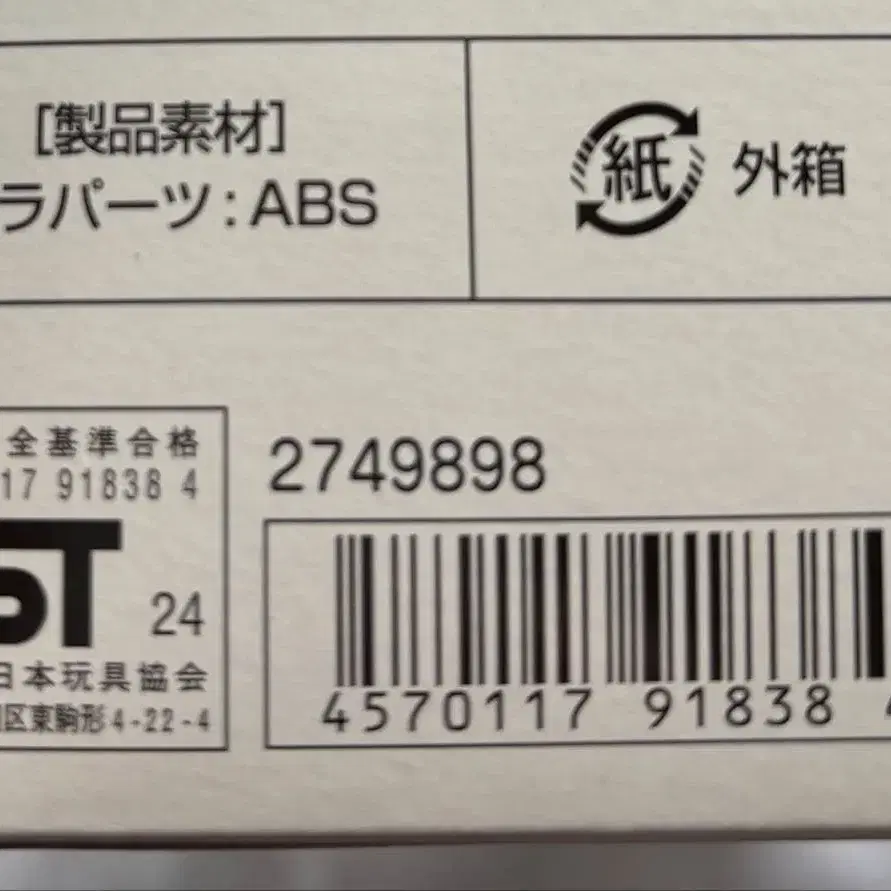 [製品素材]
ラパーツ:ABS
紙 外箱
全基準合格
17 91838 4
ST
24
日本玩具協会
区東駒形4-22-4
2749898
4570117 91838